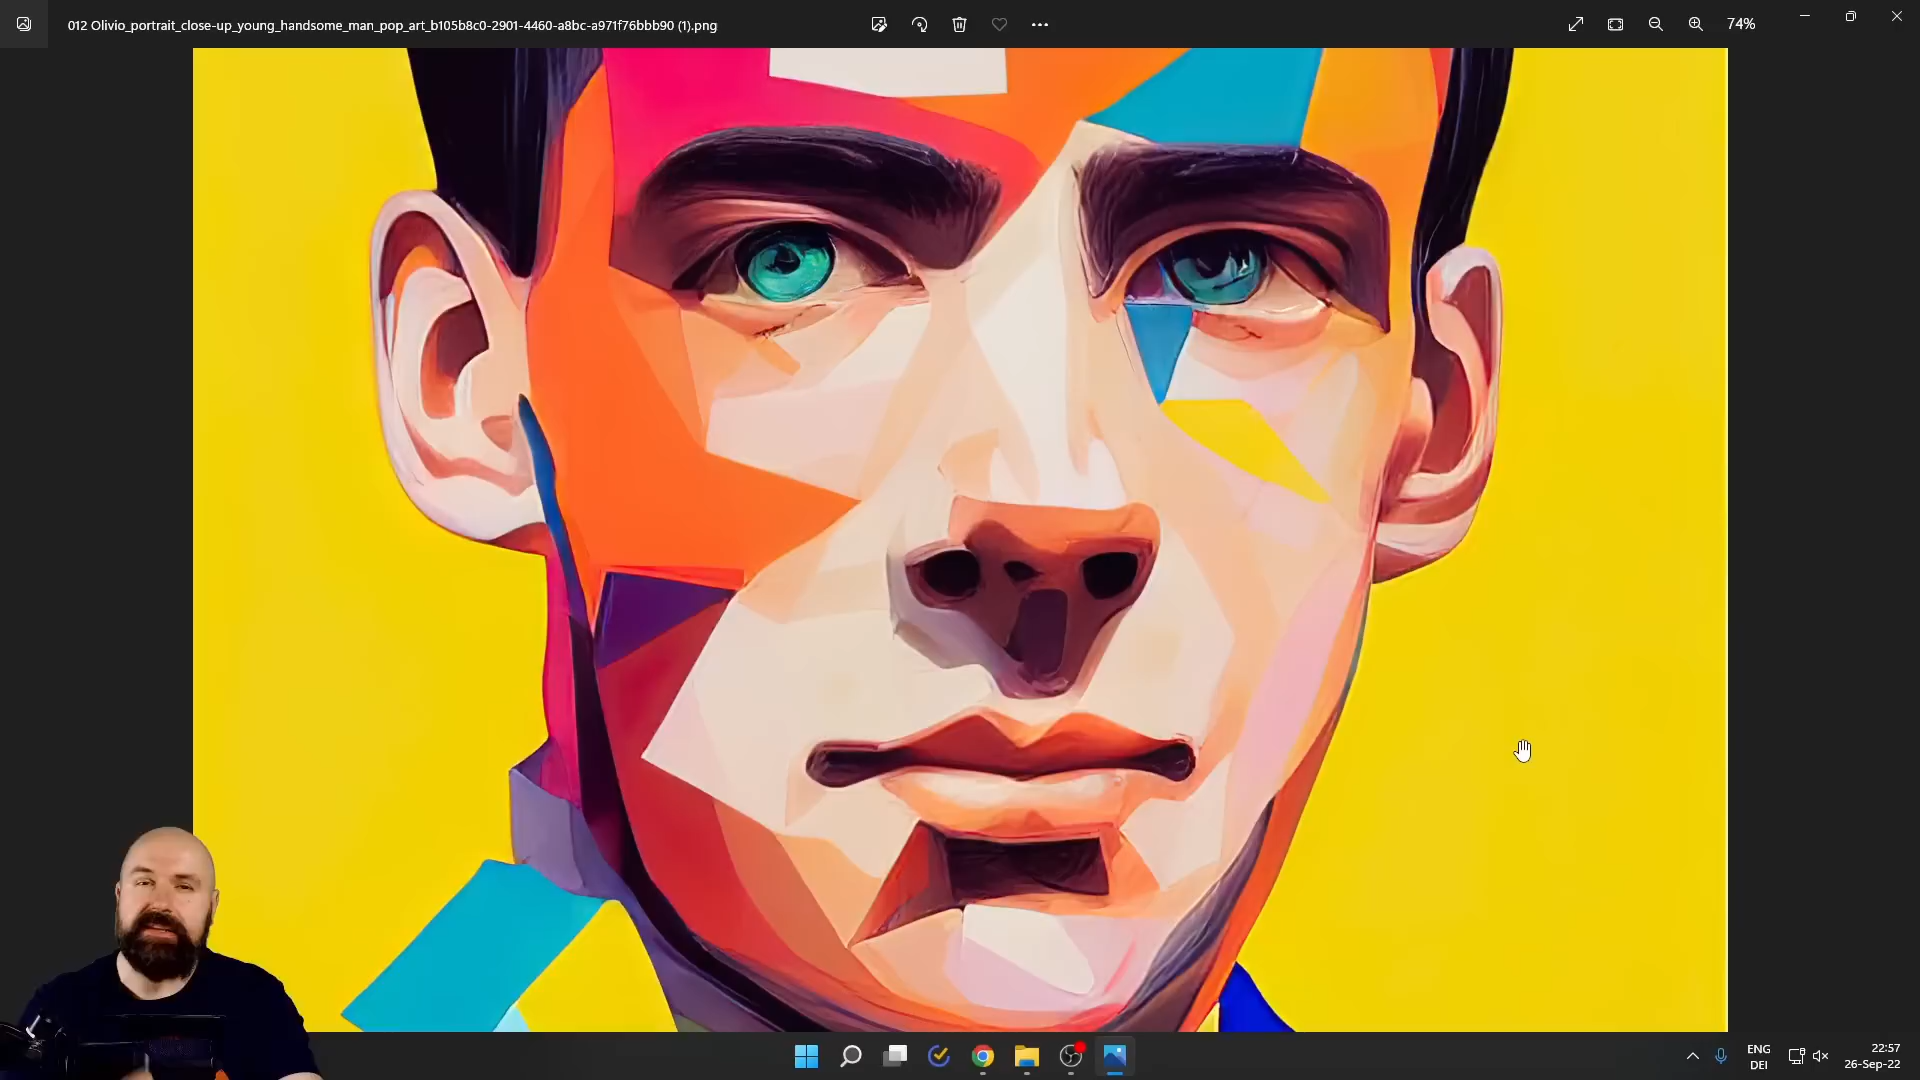 012 Olivio_portrait_close-up_young_handsome_man_pop_art_b105b8c0-2901-4460-a8bc-a971f76bbb90 (1).png
74%
ENG
DEI
22:57
26-Sep-22